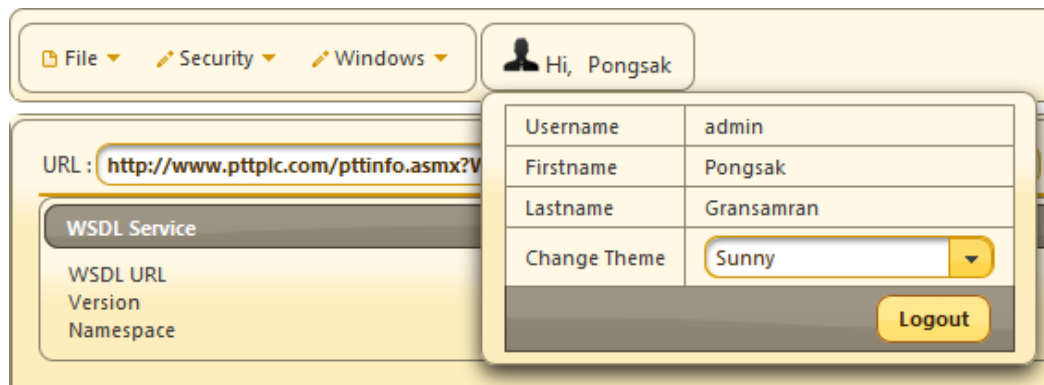 File Security Windows Hi, Pongsak
Username admin
URL : http://www.pttplc.com/pttinfo.asmx?
Firstname Pongsak
Lastname Gransamran
WSDL Service
Change Theme Sunny
WSDL URL
Version
Namespace
Logout